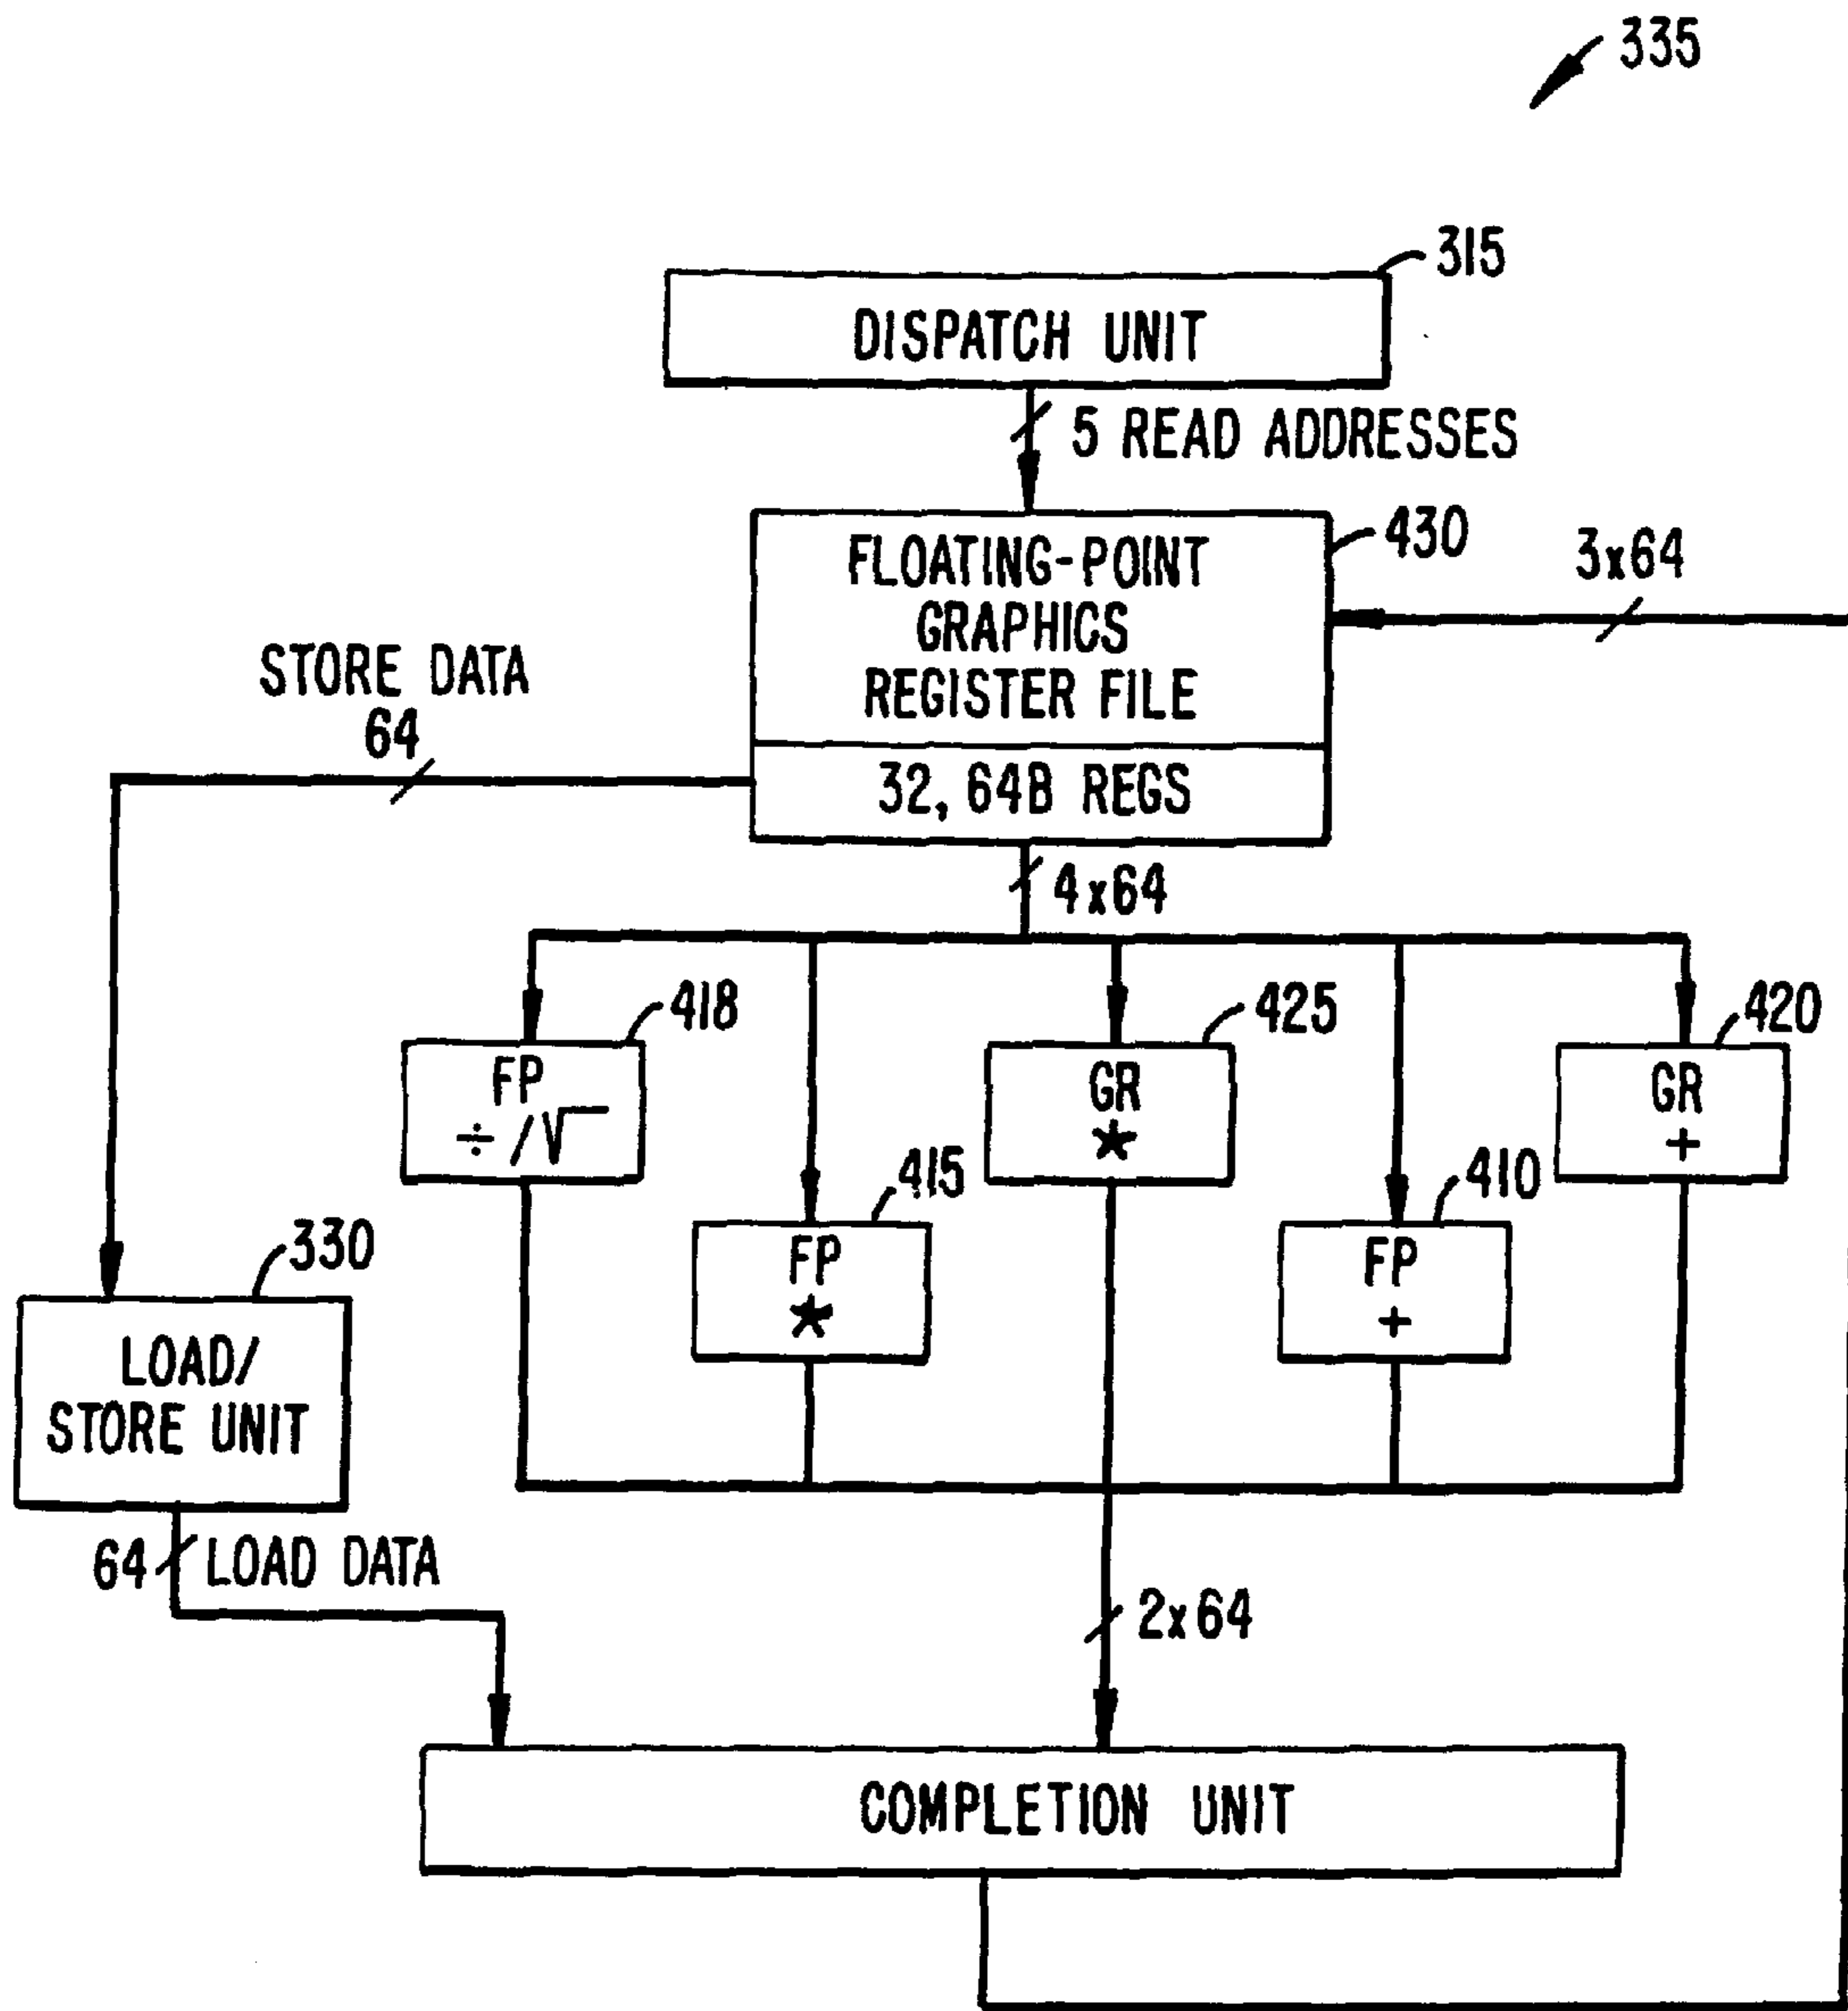 335
315
DISPATCH UNIT
5 READ ADDRESSES
430
3x64
FLOATING-POINT
GRAPHICS
REGISTER FILE
STORE DATA
64
32, 64B REGS
4x64
418
425
420
FP
÷/√
GR
*
GR
+
415
410
FP
*
FP
+
330
LOAD/
STORE UNIT
64 LOAD DATA
2x64
COMPLETION UNIT